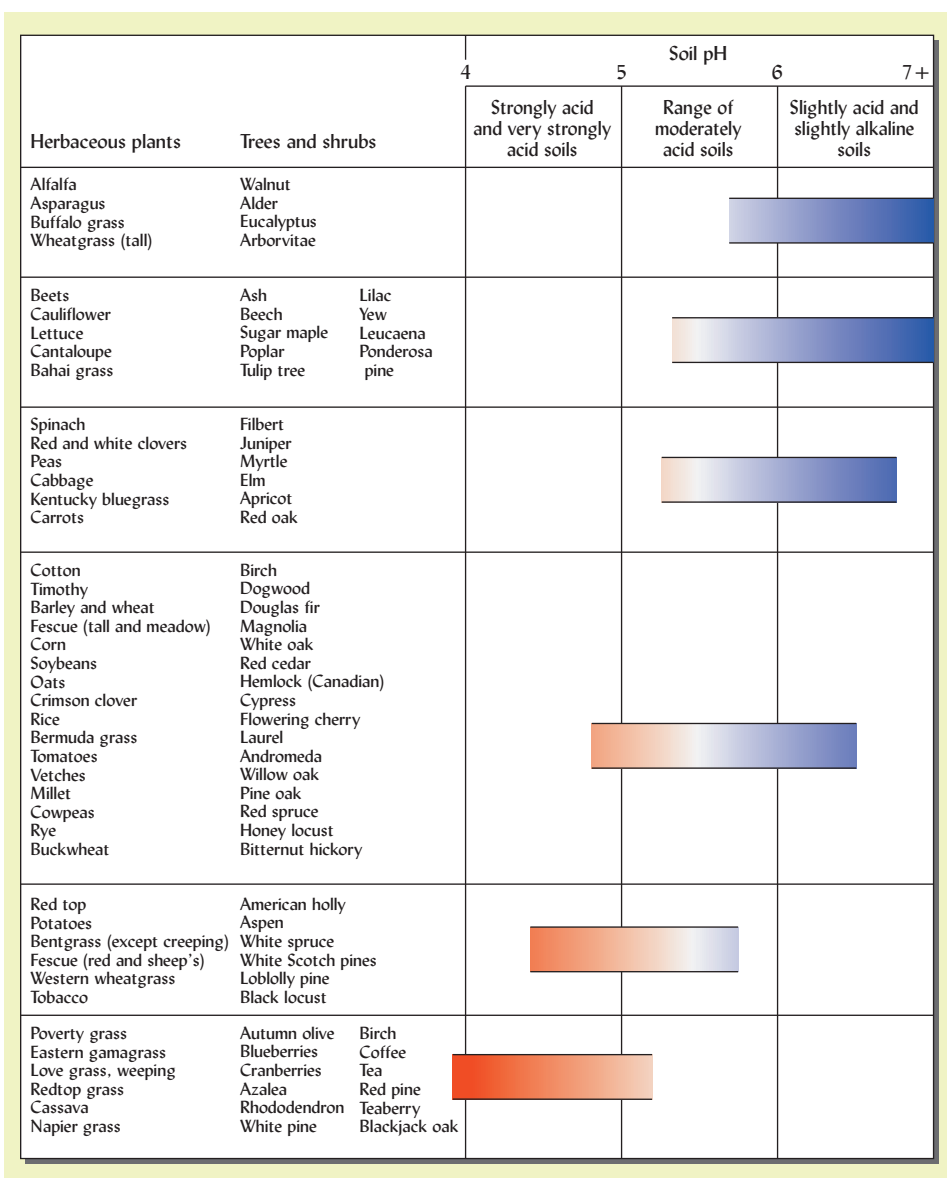 Soil pH
4 5 6 7+
Herbaceous plants
Trees and shrubs
Strongly acid
and very strongly
acid soils
Range of
moderately
acid soils
Slightly acid and
slightly alkaline
soils
Alfalfa
Asparagus
Buffalo grass
Wheatgrass (tall)
Walnut
Alder
Eucalyptus
Arborvitae
Beets
Cauliflower
Lettuce
Cantaloupe
Bahai grass
Ash
Beech
Sugar maple
Poplar
Tulip tree
Lilac
Yew
Leucaena
Ponderosa
pine
Spinach
Red and white clovers
Peas
Cabbage
Kentucky bluegrass
Carrots
Filbert
Juniper
Myrtle
Elm
Apricot
Red oak
Cotton
Timothy
Barley and wheat
Fescue (tall and meadow)
Corn
Soybeans
Oats
Crimson clover
Rice
Bermuda grass
Tomatoes
Vetches
Millet
Cowpeas
Rye
Buckwheat
Birch
Dogwood
Douglas fir
Magnolia
White oak
Red cedar
Hemlock (Canadian)
Cypress
Flowering cherry
Laurel
Andromeda
Willow oak
Pine oak
Red spruce
Honey locust
Bitternut hickory
Red top
Potatoes
Bentgrass (except creeping)
Fescue (red and sheep's)
Western wheatgrass
Tobacco
American holly
Aspen
White spruce
White Scotch pines
Loblolly pine
Black locust
Poverty grass
Eastern gamagrass
Love grass, weeping
Redtop grass
Cassava
Napier grass
Autumn olive
Blueberries
Cranberries
Azalea
Rhododendron
White pine
Birch
Coffee
Tea
Red pine
Teaberry
Blackjack oak